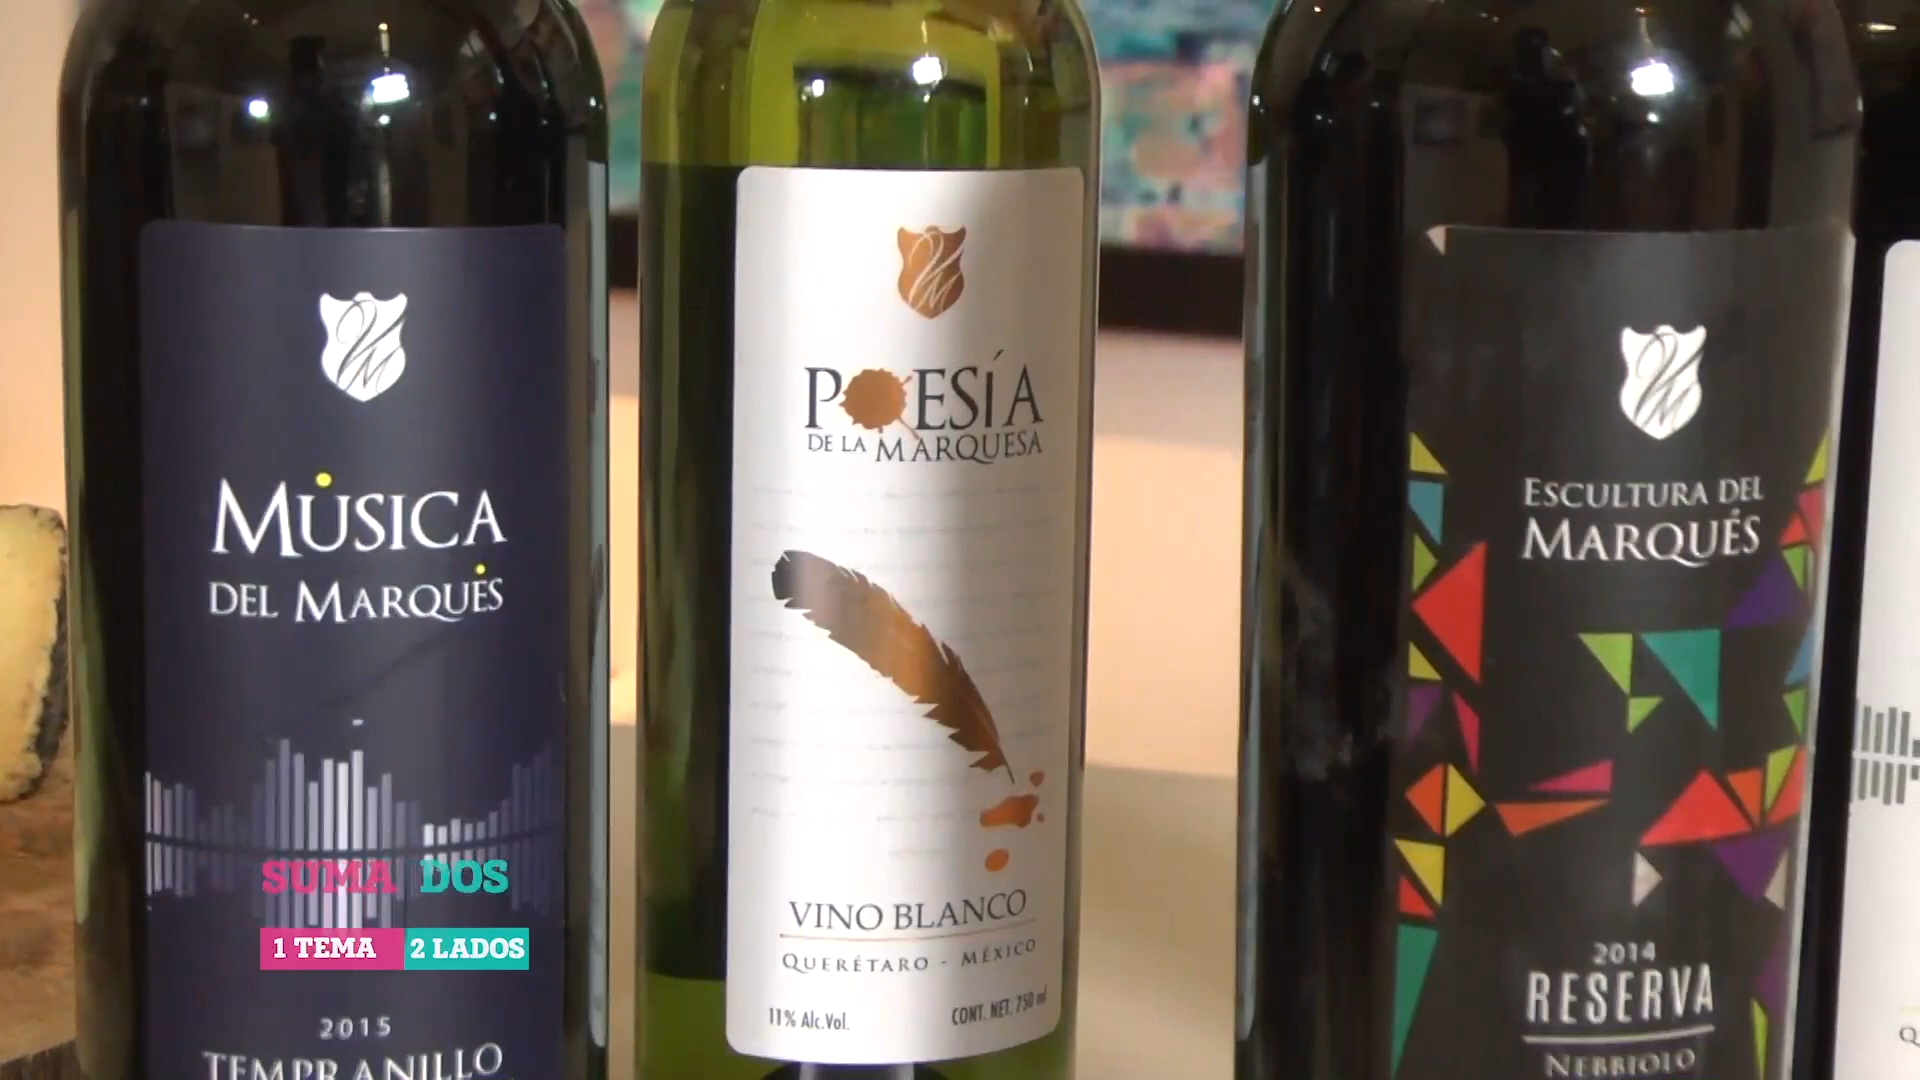 MÚSICA
DEL MARQUÉS
2015
TEMPRANILLO
SUMA DOS
1 TEMA 2 LADOS
VM
POESÍA
DE LA MARQUESA
VINO BLANCO
QUERÉTARO - MÉXICO
11% Alc.Vol. CONT. NET. 750 ml
ESCULTURA DEL
MARQUÉS
2014
RESERVA
NEBBIOLO